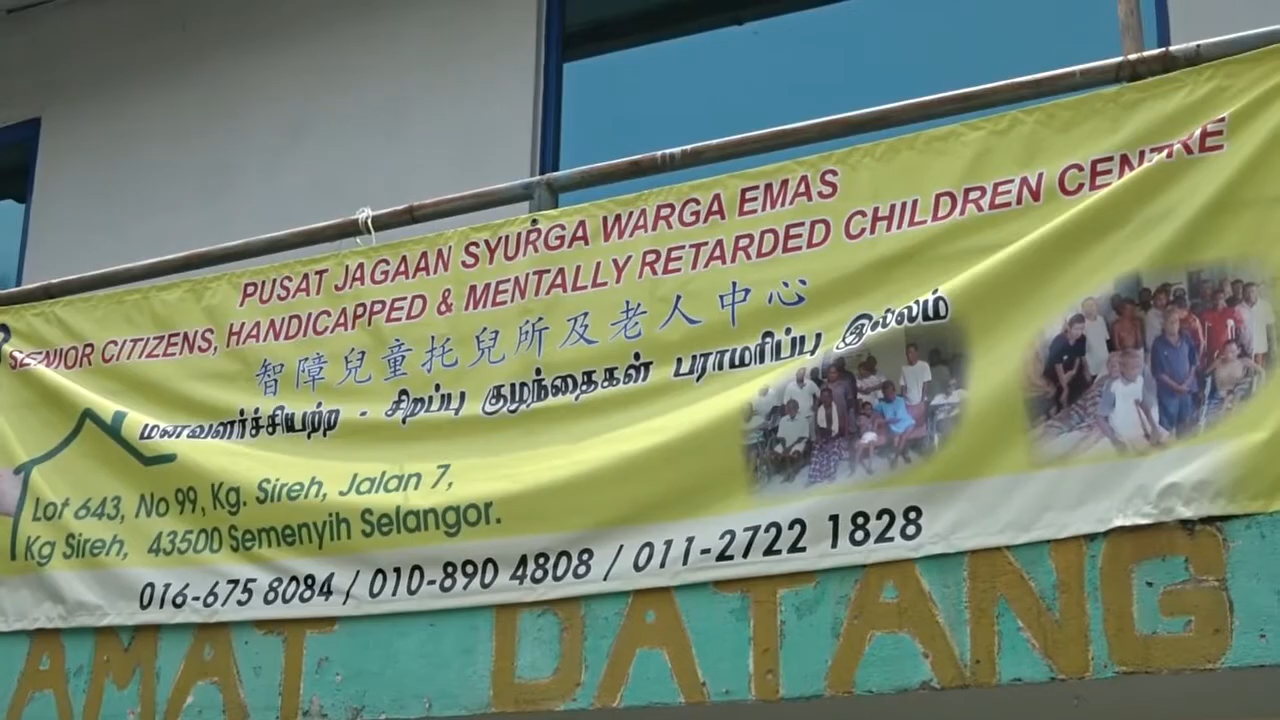 PUSAT JAGAAN SYURGA WARGA EMAS
SENIOR CITIZENS, HANDICAPPED & MENTALLY RETARDED CHILDREN CENTRE
智障兒童托兒所及老人中心
மனவளர்ச்சியற்ற - சிறப்பு குழந்தைகள் பராமரிப்பு இல்லம்
Lot 643, No 99, Kg. Sireh, Jalan 7,
Kg Sireh, 43500 Semenyih Selangor.
016-675 8084 / 010-890 4808 / 011-2722 1828
AMAT DATANG